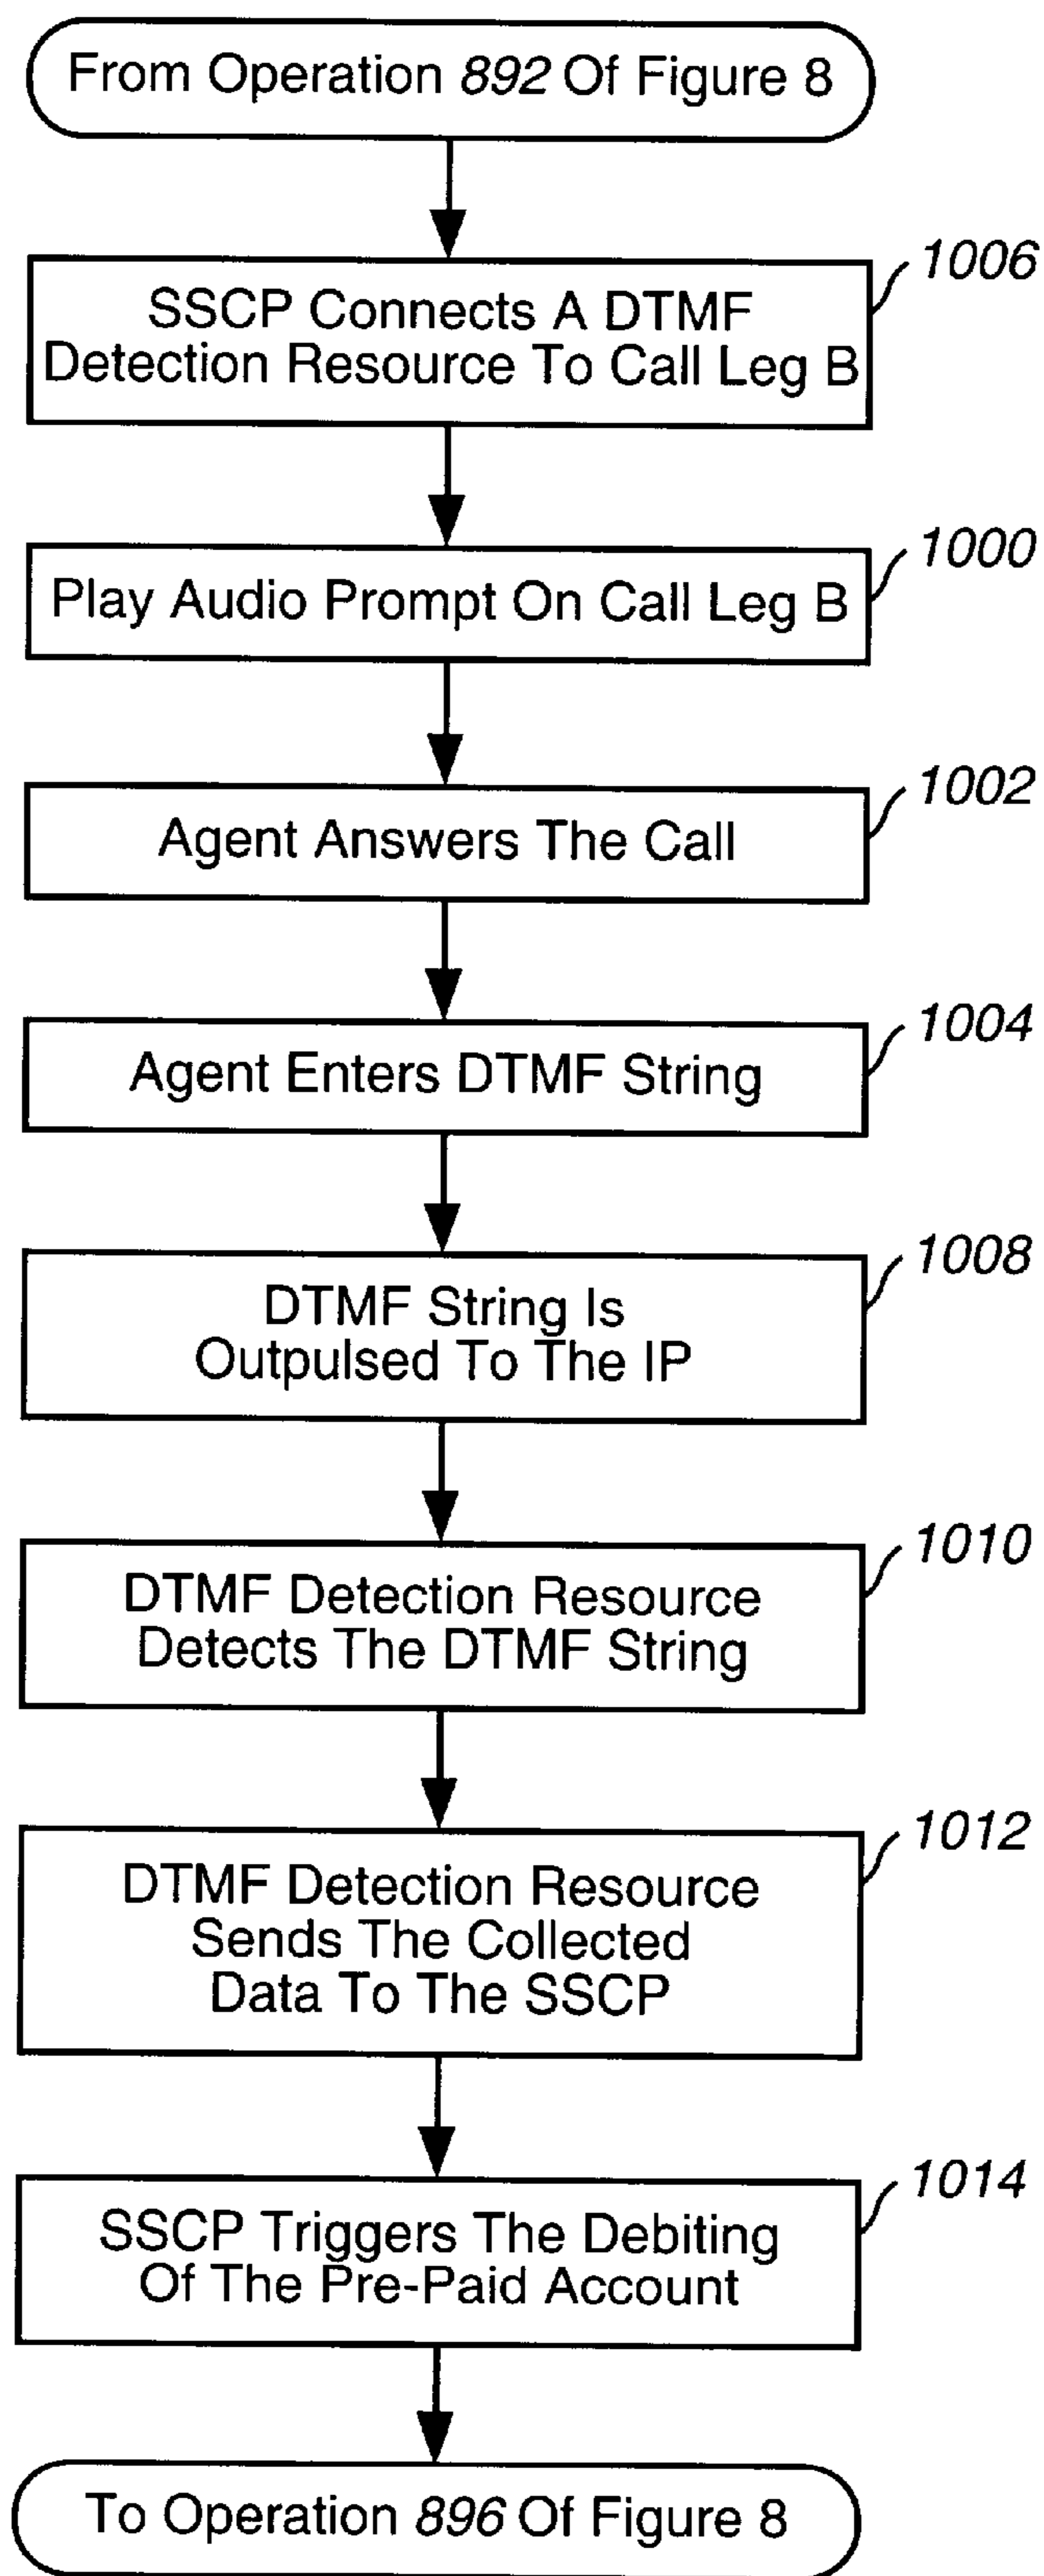 From Operation 892 Of Figure 8
1006
SSCP Connects A DTMF
Detection Resource To Call Leg B
1000
Play Audio Prompt On Call Leg B
1002
Agent Answers The Call
1004
Agent Enters DTMF String
1008
DTMF String Is
Outpulsed To The IP
1010
DTMF Detection Resource
Detects The DTMF String
1012
DTMF Detection Resource
Sends The Collected
Data To The SSCP
1014
SSCP Triggers The Debiting
Of The Pre-Paid Account
To Operation 896 Of Figure 8